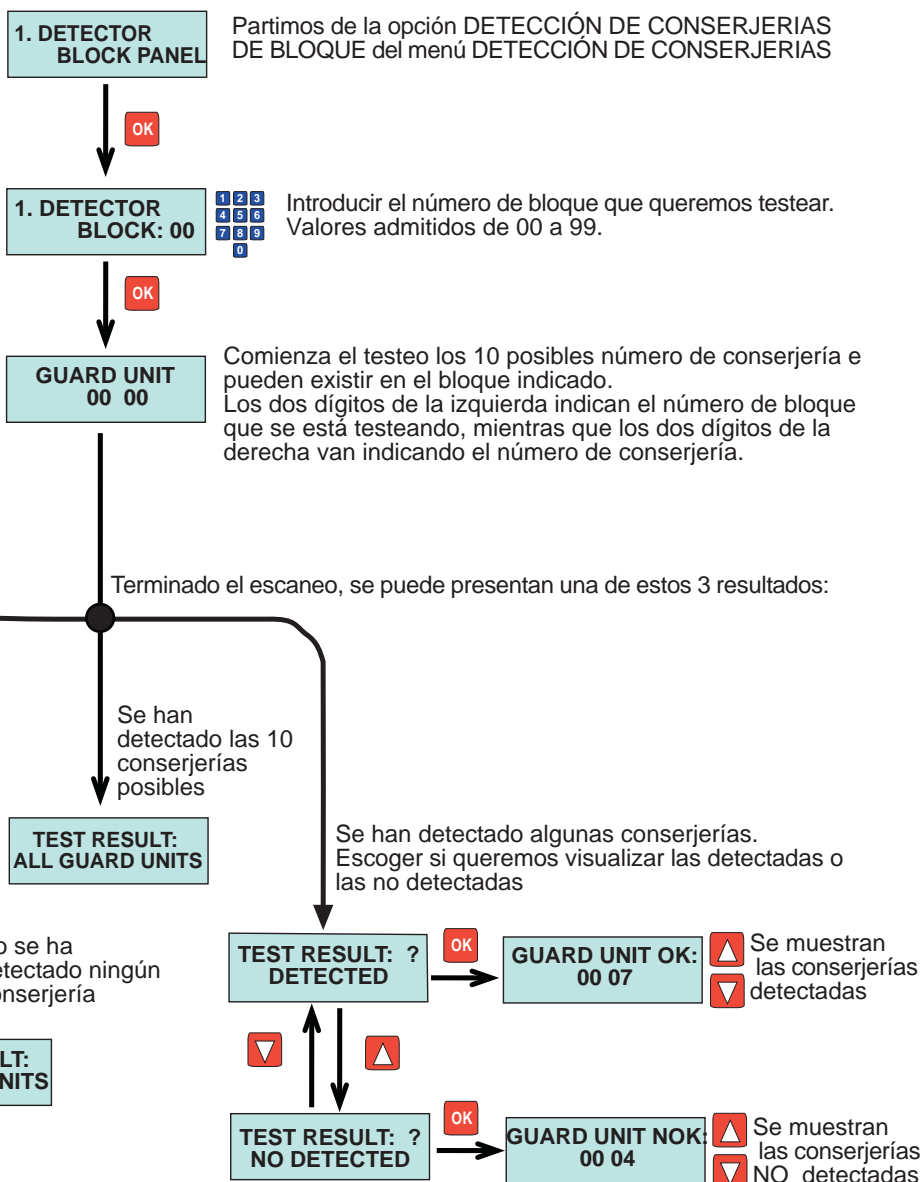 1. DETECTOR
BLOCK PANEL
Partimos de la opción DETECCIÓN DE CONSERJERIAS
DE BLOQUE del menú DETECCIÓN DE CONSERJERIAS
OK
1. DETECTOR
BLOCK: 00
1 2 3
4 5 6
7 8 9
0
Introducir el número de bloque que queremos testear.
Valores admitidos de 00 a 99.
OK
GUARD UNIT
00 00
Comienza el testeo los 10 posibles número de conserjería e
pueden existir en el bloque indicado.
Los dos dígitos de la izquierda indican el número de bloque
que se está testeando, mientras que los dos dígitos de la
derecha van indicando el número de conserjería.
Terminado el escaneo, se puede presentan una de estos 3 resultados:
Se han
detectado las 10
conserjerías
posibles
TEST RESULT:
ALL GUARD UNITS
Se han detectado algunas conserjerías.
Escoger si queremos visualizar las detectadas o
las no detectadas
o se ha
etectado ningún
onserjería
LT:
NITS
TEST RESULT: ?
DETECTED
OK
GUARD UNIT OK:
00 07
Se muestran
las conserjerías
detectadas
TEST RESULT: ?
NO DETECTED
OK
GUARD UNIT NOK:
00 04
Se muestran
las conserjerías
NO detectadas